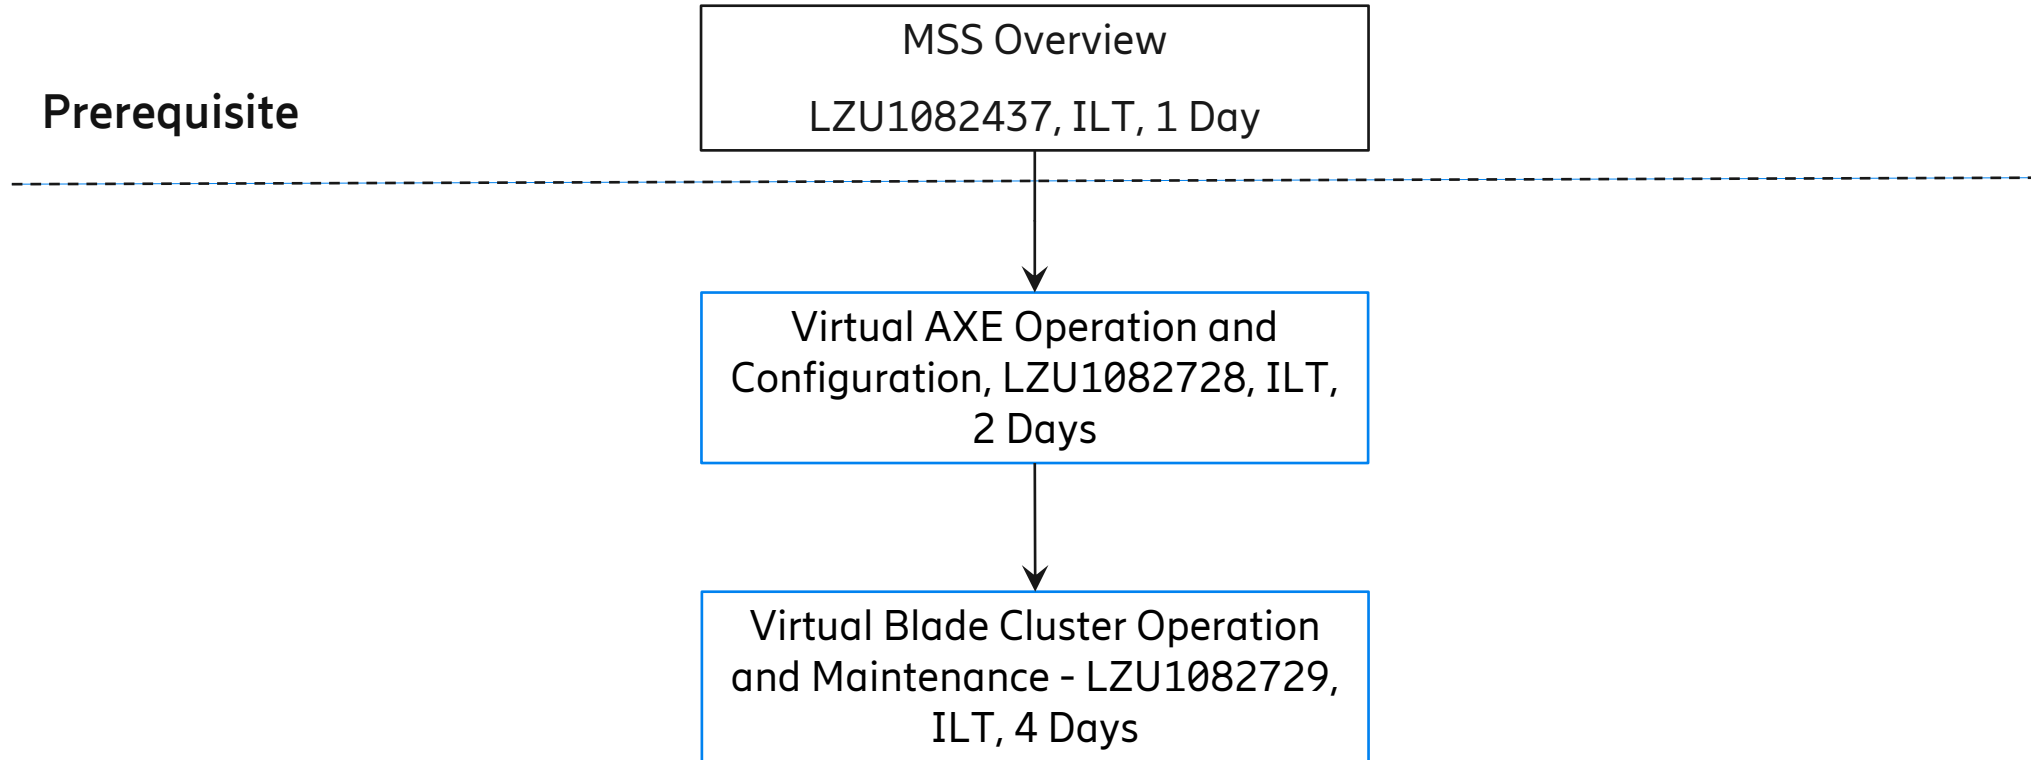 MSS Overview
Prerequisite
LZU1082437, ILT, 1 Day
Virtual AXE Operation and
Configuration, LZU1082728, ILT,
2 Days
Virtual Blade Cluster Operation
and Maintenance - LZU1082729,
ILT, 4 Days